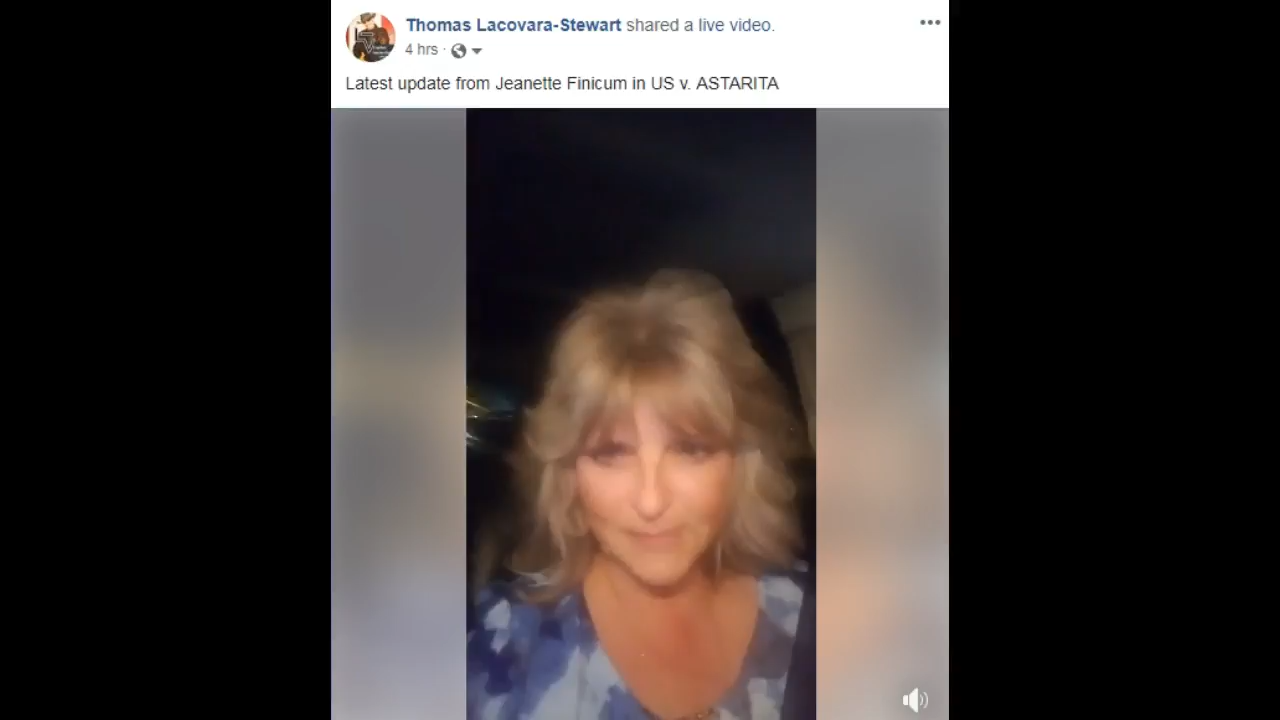 Thomas Lacovara-Stewart shared a live video.
4 hrs ·
Latest update from Jeanette Finicum in US v. ASTARITA